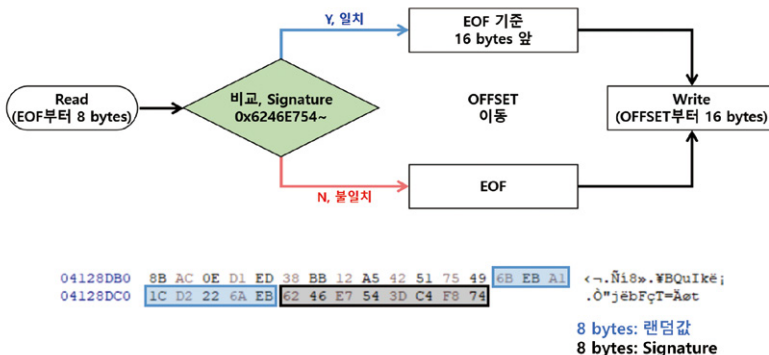 Y, 일치
EOF 기준
16 bytes 앞
Read
(EOF부터 8 bytes)
비교, Signature
0x6246E754~
OFFSET
이동
Write
(OFFSET부터 16 bytes)
N, 불일치
EOF
04128DB0 8B AC 0E D1 ED 38 BB 12 A5 42 51 75 49 6B EB A1 ‹¬.Ñí8».¥BQuIkë¡
04128DC0 1C D2 22 6A EB 62 46 E7 54 3D C4 F8 74 .Ò"jëbFçT=Äøt
8 bytes: 랜덤값
8 bytes: Signature